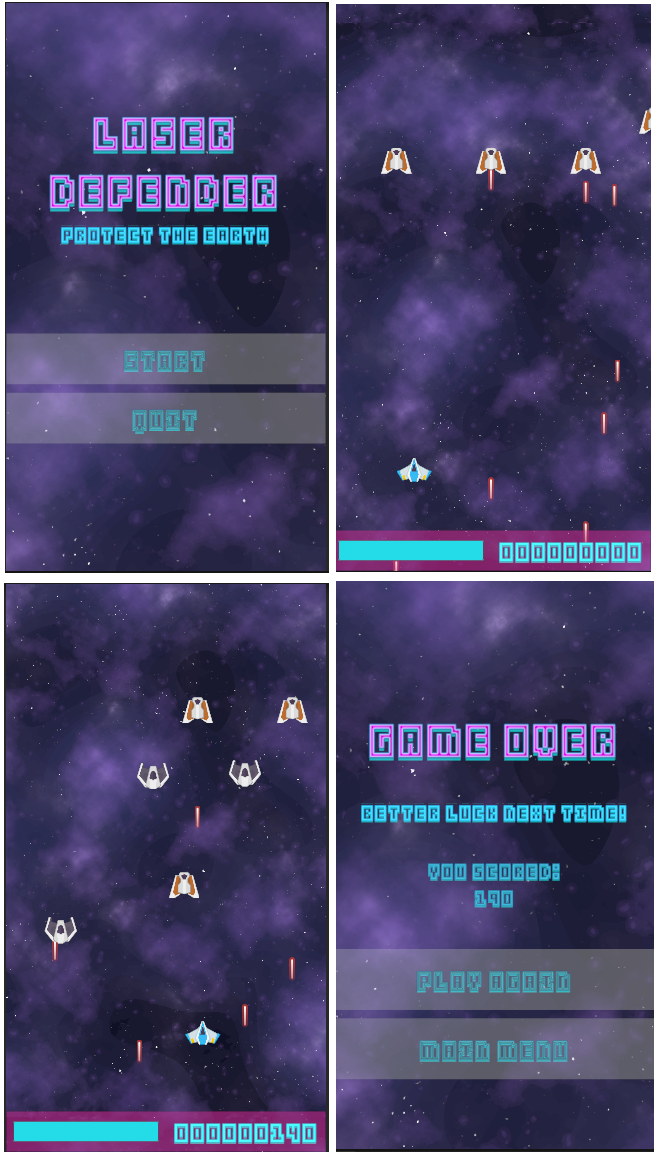 LASER
DEFENDER
PROTECT THE EARTH
START
QUIT
000000000
000000140
GAME OVER
BETTER LUCK NEXT TIME!
YOU SCORED:
140
PLAY AGAIN
MAIN MENU